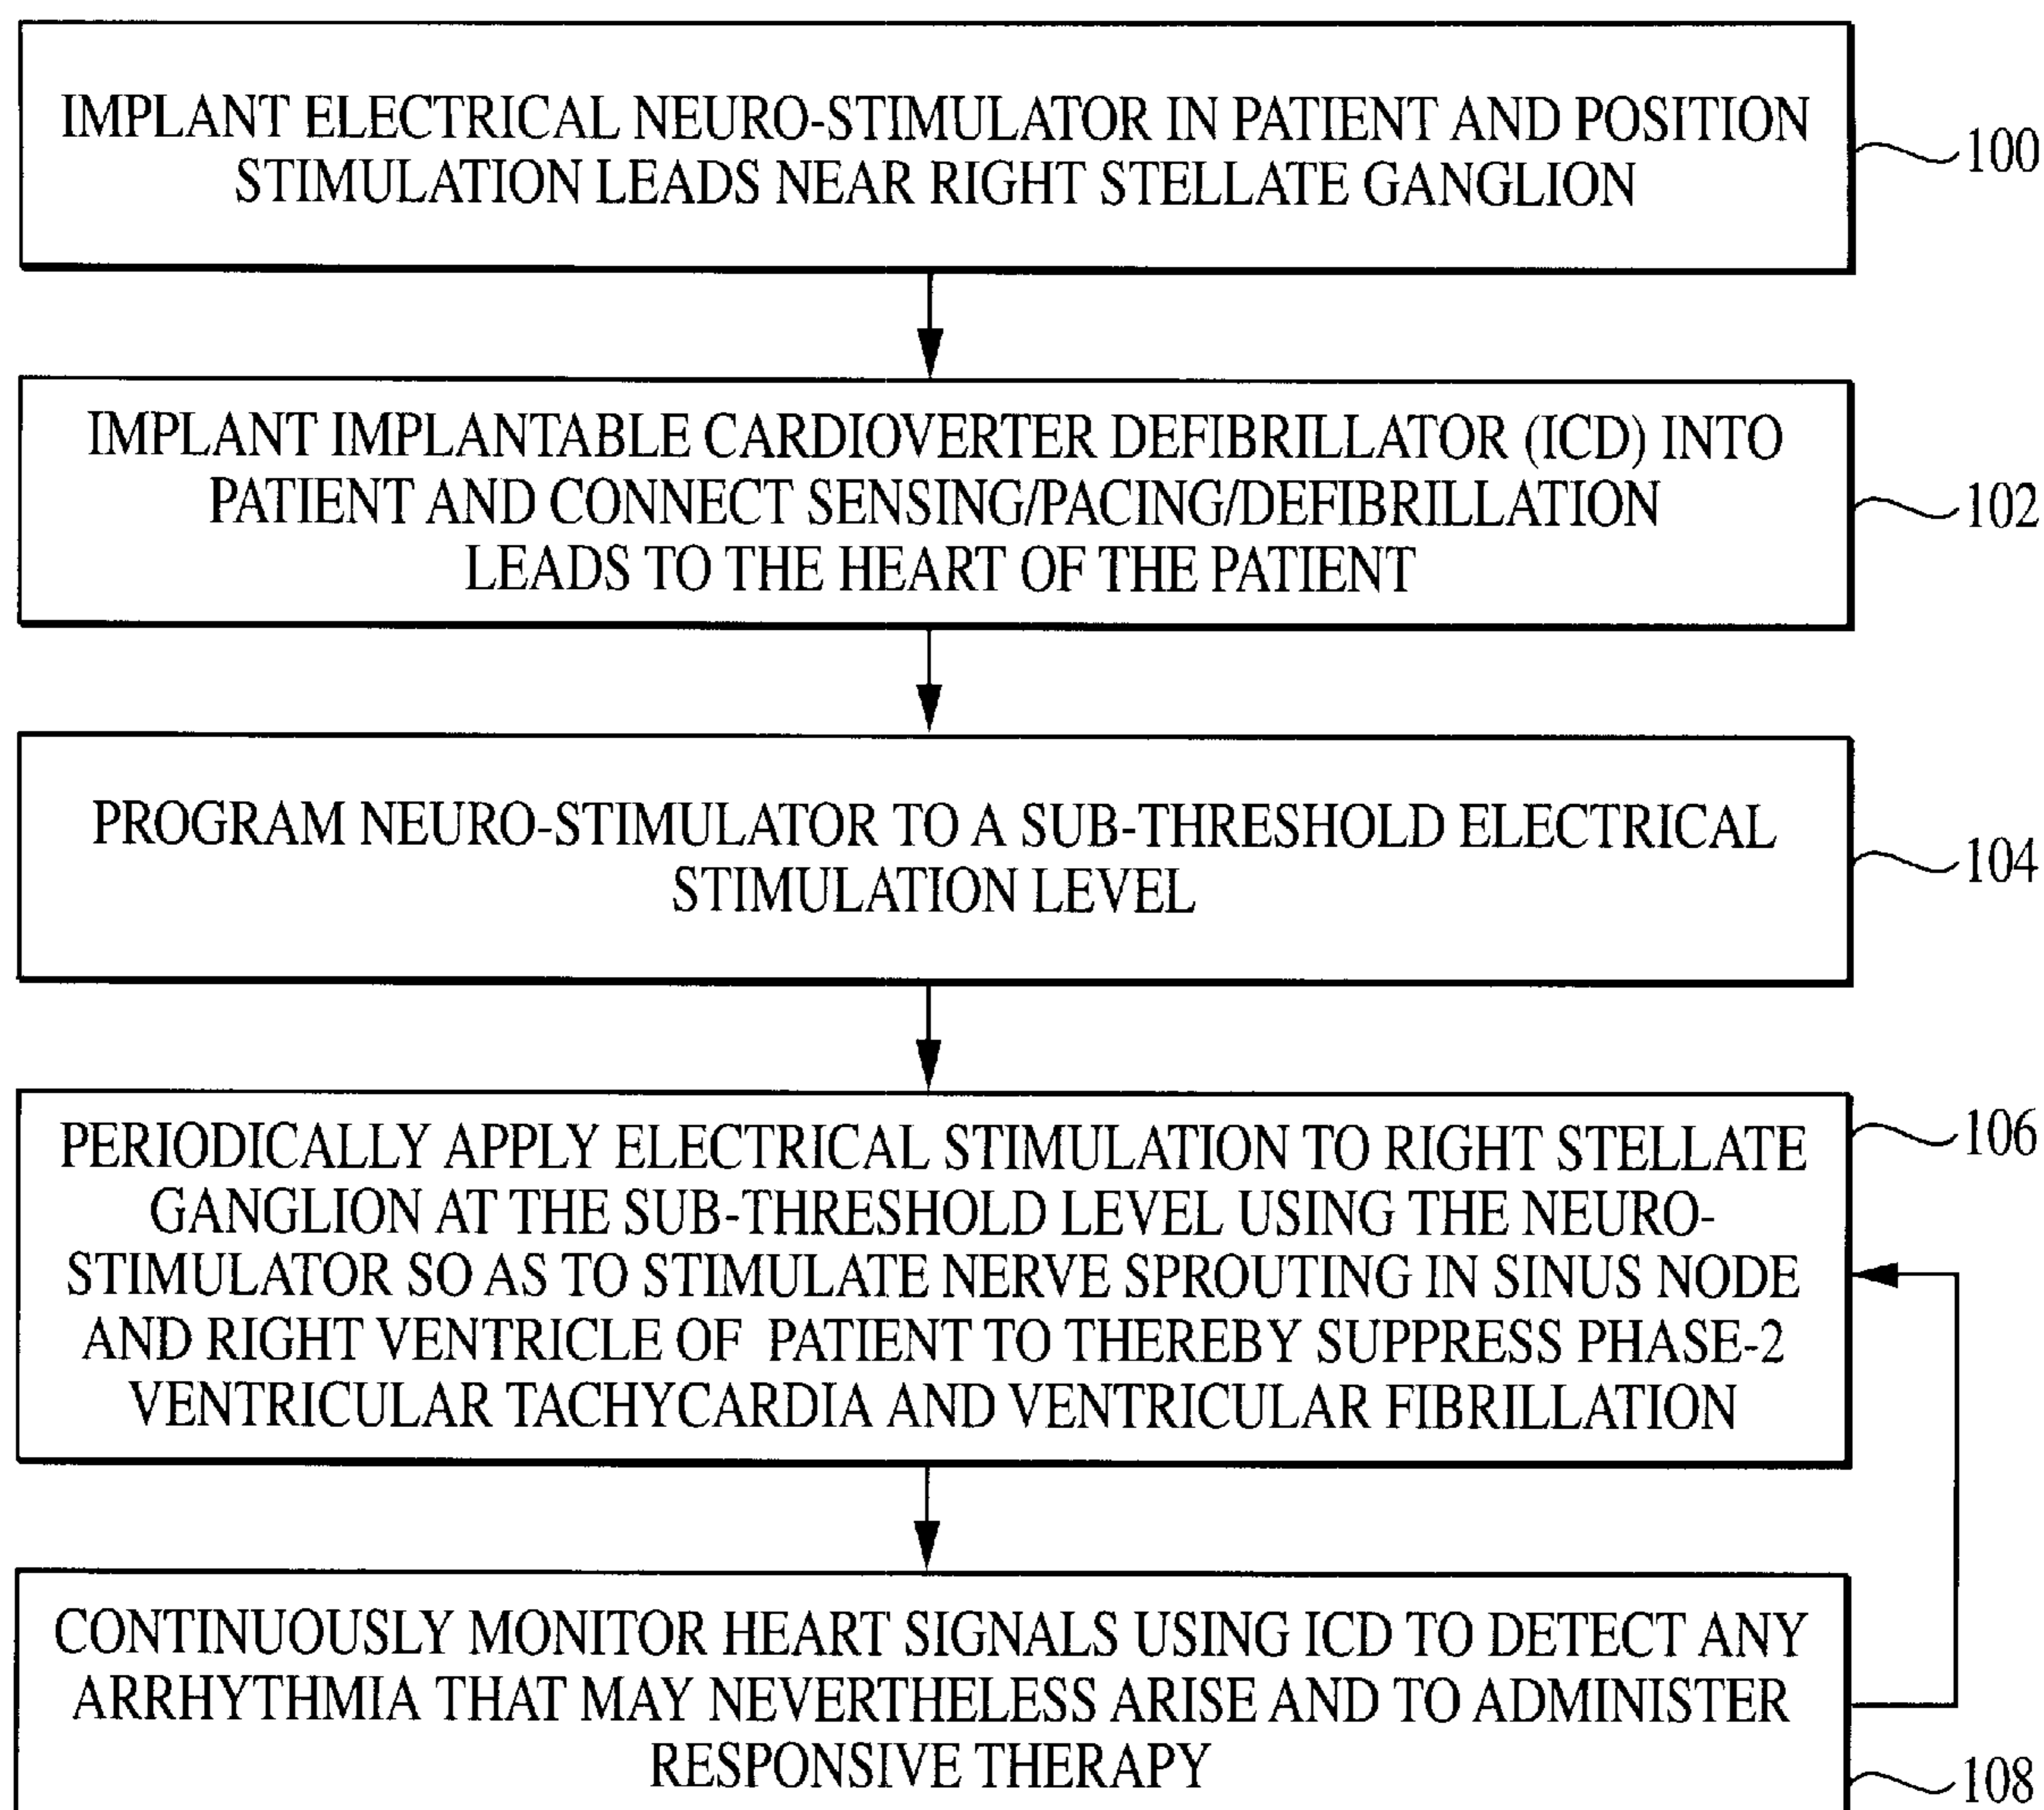 IMPLANT ELECTRICAL NEURO-STIMULATOR IN PATIENT AND POSITION
STIMULATION LEADS NEAR RIGHT STELLATE GANGLION
100
IMPLANT IMPLANTABLE CARDIOVERTER DEFIBRILLATOR (ICD) INTO
PATIENT AND CONNECT SENSING/PACING/DEFIBRILLATION
LEADS TO THE HEART OF THE PATIENT
102
PROGRAM NEURO-STIMULATOR TO A SUB-THRESHOLD ELECTRICAL
STIMULATION LEVEL
104
PERIODICALLY APPLY ELECTRICAL STIMULATION TO RIGHT STELLATE
GANGLION AT THE SUB-THRESHOLD LEVEL USING THE NEURO-
STIMULATOR SO AS TO STIMULATE NERVE SPROUTING IN SINUS NODE
AND RIGHT VENTRICLE OF PATIENT TO THEREBY SUPPRESS PHASE-2
VENTRICULAR TACHYCARDIA AND VENTRICULAR FIBRILLATION
106
CONTINUOUSLY MONITOR HEART SIGNALS USING ICD TO DETECT ANY
ARRHYTHMIA THAT MAY NEVERTHELESS ARISE AND TO ADMINISTER
RESPONSIVE THERAPY
108